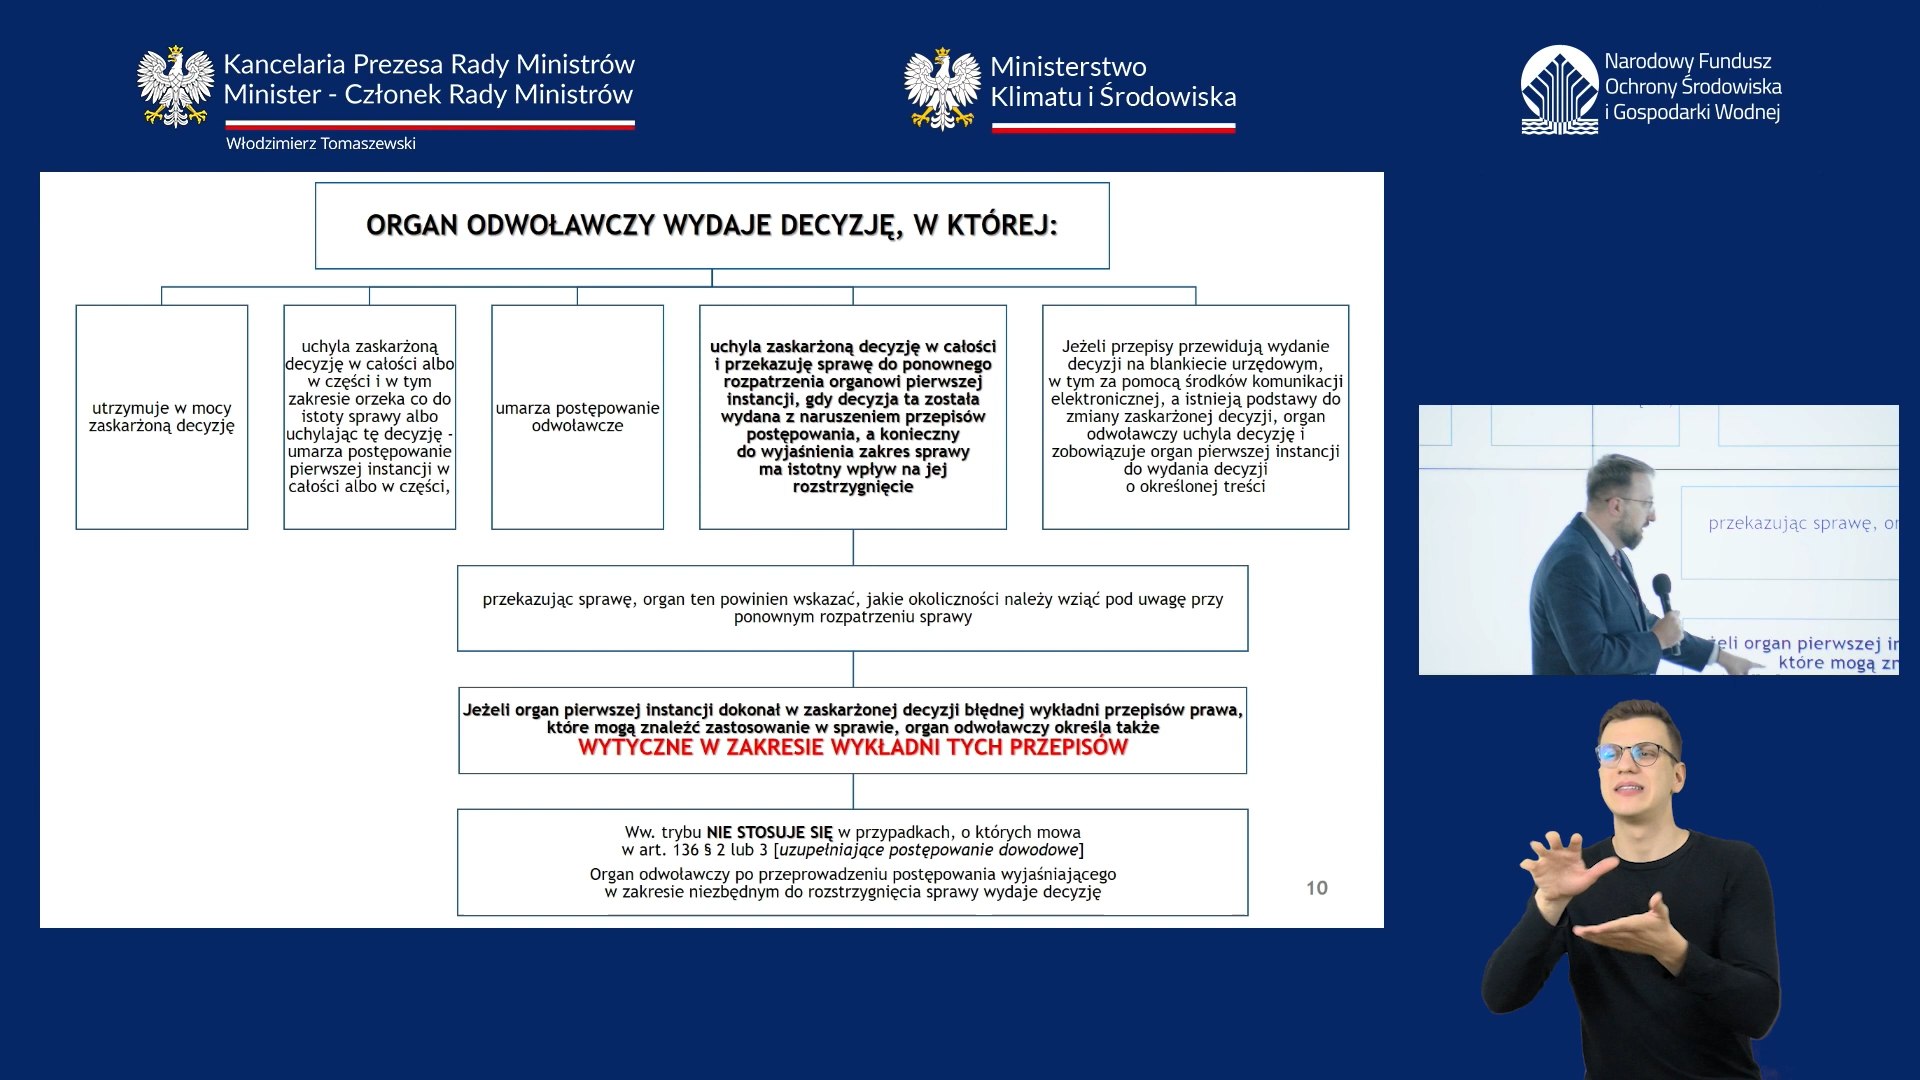 Kancelaria Prezesa Rady Ministrów
Minister - Członek Rady Ministrów
Włodzimierz Tomaszewski
Ministerstwo
Klimatu i Środowiska
Narodowy Fundusz
Ochrony Środowiska
i Gospodarki Wodnej
ORGAN ODWOŁAWCZY WYDAJE DECYZJĘ, W KTÓREJ:
utrzymuje w mocy
zaskarżoną decyzję
uchyla zaskarżoną
decyzję w całości albo
w części i w tym
zakresie orzeka co do
istoty sprawy albo
uchylając tę decyzję -
umarza postępowanie
pierwszej instancji w
całości albo w części,
umarza postępowanie
odwoławcze
uchyla zaskarżoną decyzję w całości
i przekazuję sprawę do ponownego
rozpatrzenia organowi pierwszej
instancji, gdy decyzja ta została
wydana z naruszeniem przepisów
postępowania, a konieczny
do wyjaśnienia zakres sprawy
ma istotny wpływ na jej
rozstrzygnięcie
Jeżeli przepisy przewidują wydanie
decyzji na blankiecie urzędowym,
w tym za pomocą środków komunikacji
elektronicznej, a istnieją podstawy do
zmiany zaskarżonej decyzji, organ
odwoławczy uchyla decyzję i
zobowiązuje organ pierwszej instancji
do wydania decyzji
o określonej treści
przekazując sprawę, organ ten powinien wskazać, jakie okoliczności należy wziąć pod uwagę przy
ponownym rozpatrzeniu sprawy
Jeżeli organ pierwszej instancji dokonał w zaskarżonej decyzji błędnej wykładni przepisów prawa,
które mogą znaleźć zastosowanie w sprawie, organ odwoławczy określa także
WYTYCZNE W ZAKRESIE WYKŁADNI TYCH PRZEPISÓW
Ww. trybu NIE STOSUJE SIĘ w przypadkach, o których mowa
w art. 136 § 2 lub 3 [uzupełniające postępowanie dowodowe]
Organ odwoławczy po przeprowadzeniu postępowania wyjaśniającego
w zakresie niezbędnym do rozstrzygnięcia sprawy wydaje decyzję
10
przekazując sprawę, or
eli organ pierwszej in
które mogą zn